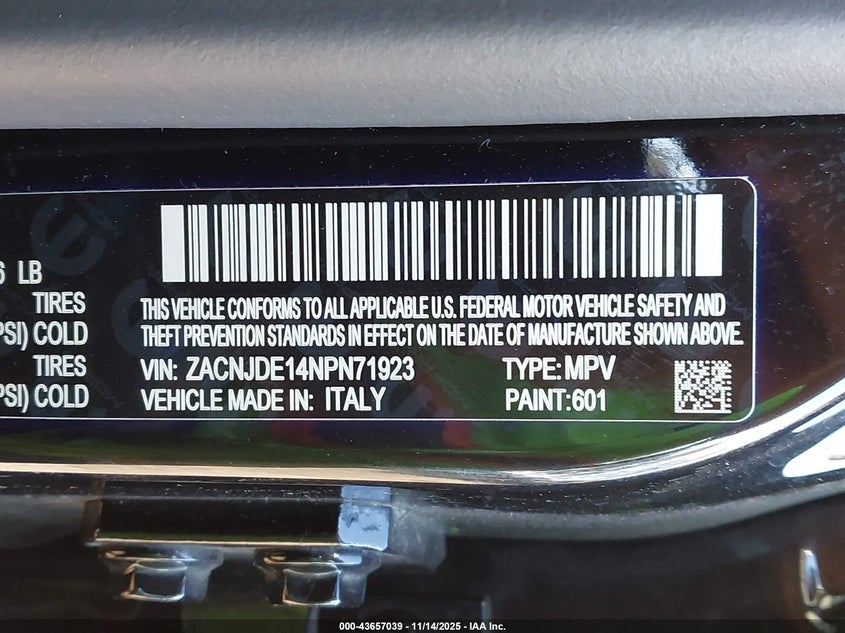 6 LB
TIRES
PSI) COLD
TIRES
PSI) COLD
THIS VEHICLE CONFORMS TO ALL APPLICABLE U.S. FEDERAL MOTOR VEHICLE SAFETY AND
THEFT PREVENTION STANDARDS IN EFFECT ON THE DATE OF MANUFACTURE SHOWN ABOVE.
VIN: ZACNJDE14NPN71923 TYPE: MPV
VEHICLE MADE IN: ITALY PAINT:601
000-43657039 - 11/14/2025 - IAA Inc.